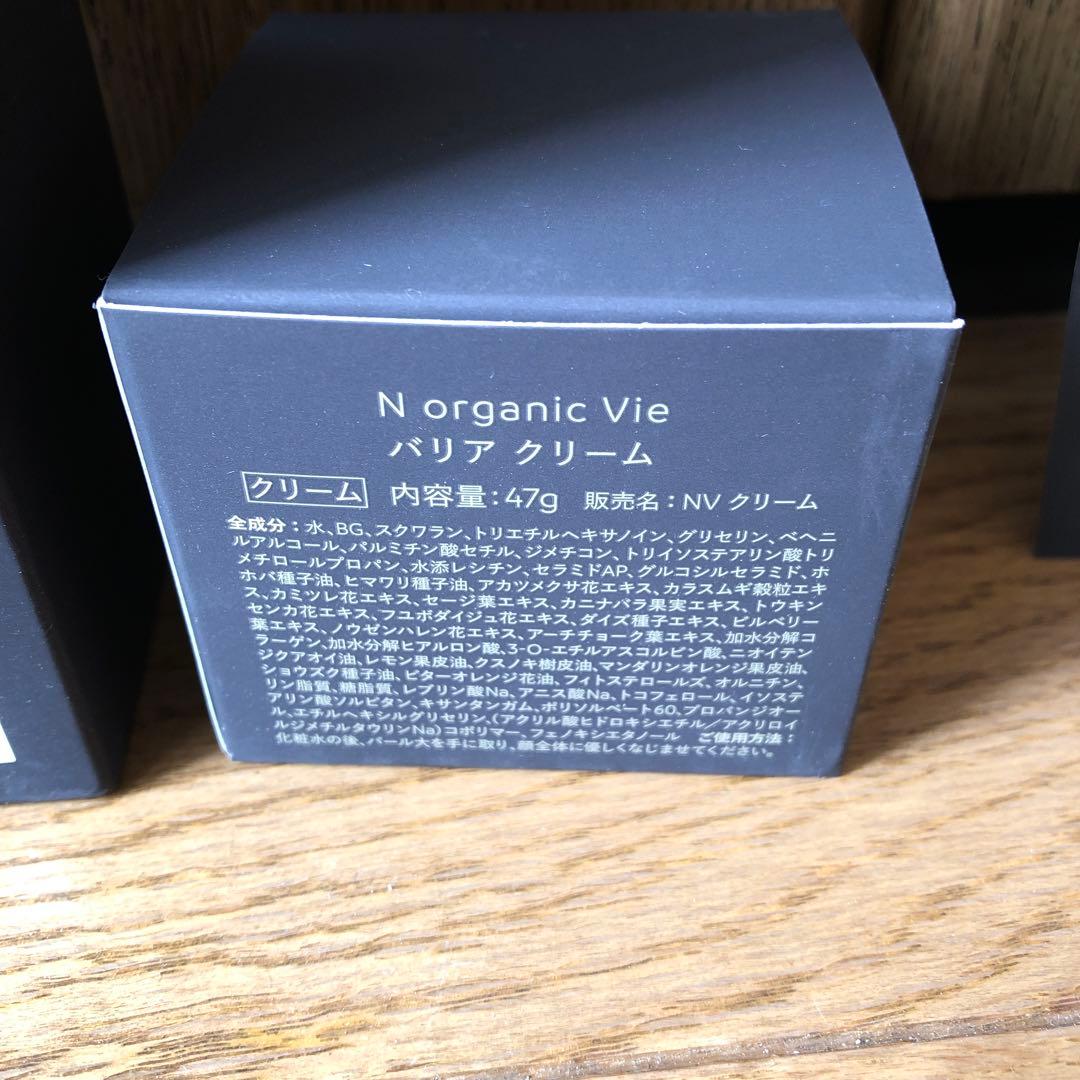 N organic Vie
バリア クリーム
クリーム 内容量:47g 販売名:NV クリーム
全成分:水、BG、スクワラン、トリエチルヘキサノイン、グリセリン、ベヘニ
ルアルコール、パルミチン酸セチル、ジメチコン、トリイソステアリン酸トリ
メチロールプロパン、水添レシチン、セラミドAP、グルコシルセラミド、ホ
ホバ種子油、ヒマワリ種子油、アカツメクサ花エキス、カラスムギ穀粒エキ
ス、カミツレ花エキス、セージ葉エキス、カニナバラ果実エキス、トウキン
センカ花エキス、フユボダイジュ花エキス、ダイズ種子エキス、ビルベリー
葉エキス、ノウゼンハレン花エキス、アーチチョーク葉エキス、加水分解コ
ラーゲン、加水分解ヒアルロン酸、3-O-エチルアスコルビン酸、ニオイテン
ジクアオイ油、レモン果皮油、クスノキ樹皮油、マンダリンオレンジ果皮油、
ショウズク種子油、ビターオレンジ花油、フィトステロールズ、オルニチン、
リン脂質、糖脂質、レブリン酸Na、アニス酸Na、トコフェロール、イソステ
アリン酸ソルビタン、キサンタンガム、ポリソルベート60、プロパンジオー
ル、エチルヘキシルグリセリン、(アクリル酸ヒドロキシエチル/アクリロイ
ルジメチルタウリンNa)コポリマー、フェノキシエタノール ご使用方法:
化粧水の後、パール大を手に取り、顔全体に優しくなじませてください。